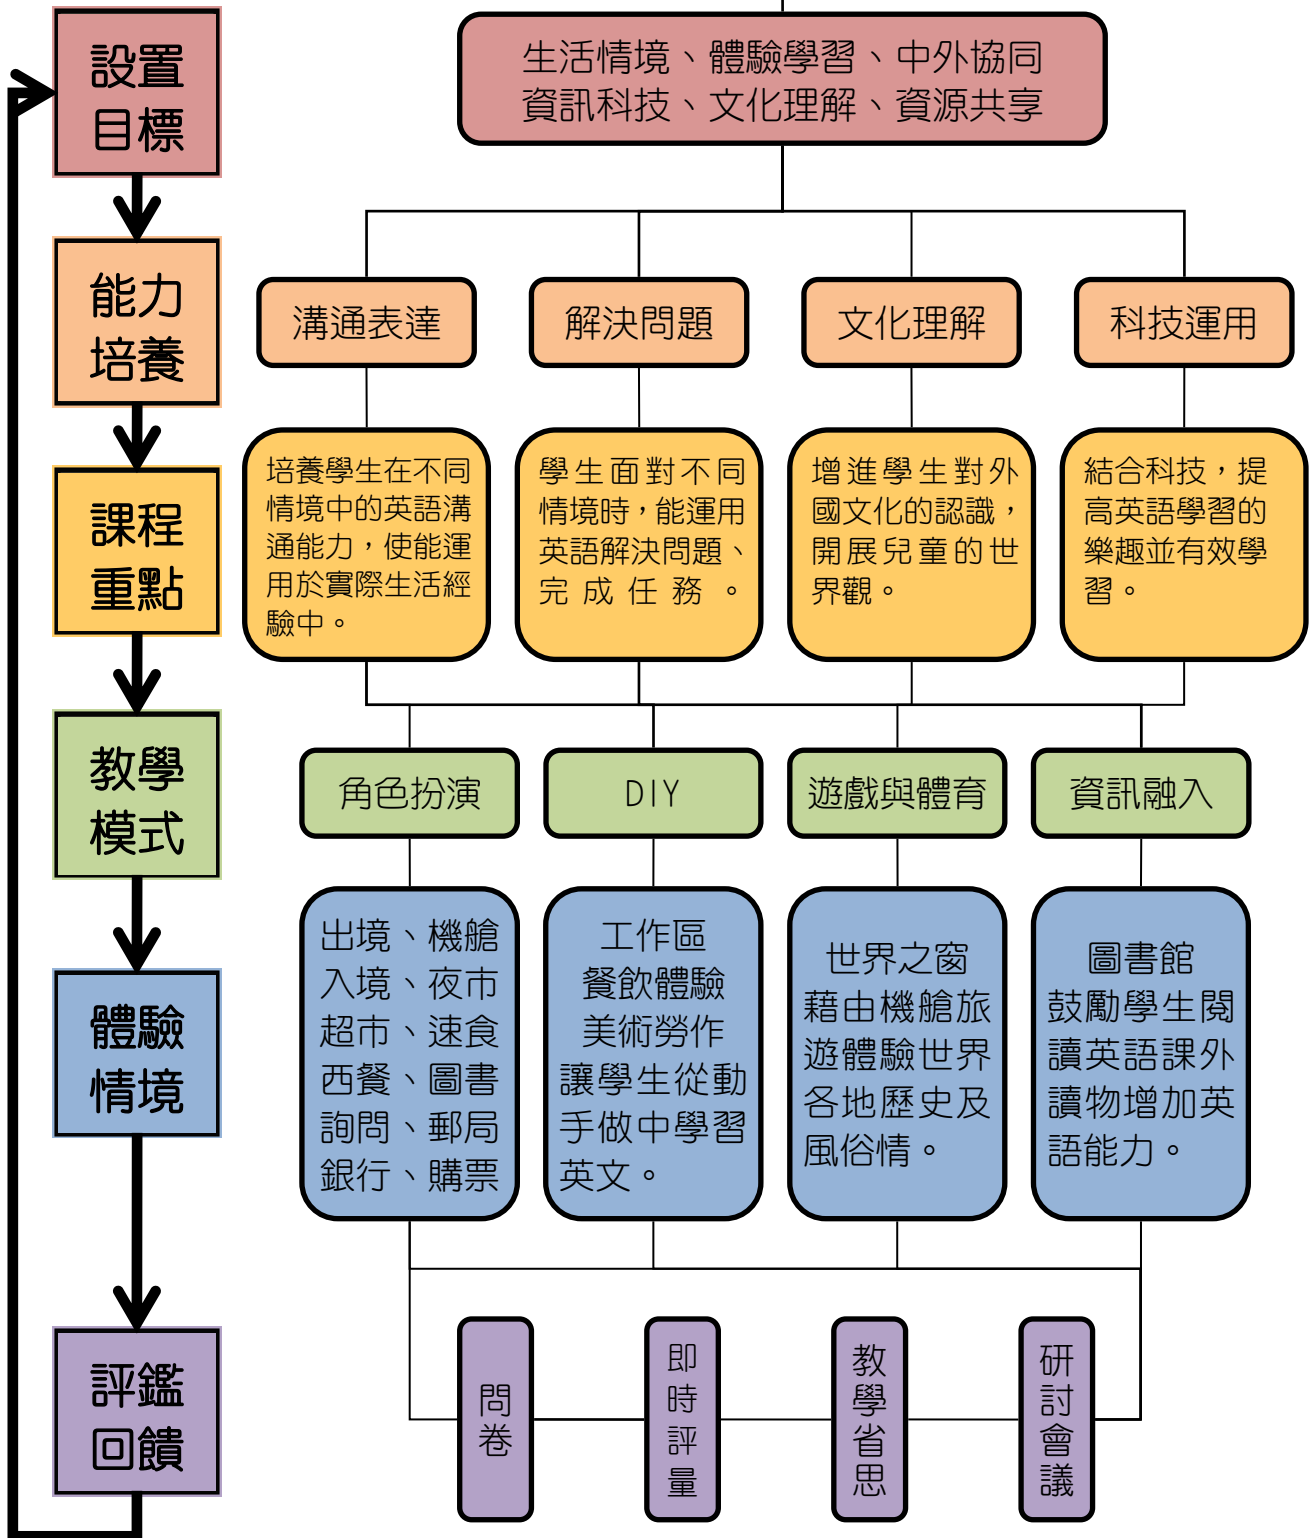 設置
目標
生活情境、體驗學習、中外協同
資訊科技、文化理解、資源共享
能力
培養
溝通表達
解決問題
文化理解
科技運用
課程
重點
培養學生在不同
情境中的英語溝
通能力，使能運
用於實際生活經
驗中。
學生面對不同
情境時，能運用
英語解決問題、
完成任務。
增進學生對外
國文化的認識，
開展兒童的世
界觀。
結合科技，提
高英語學習的
樂趣並有效學
習。
教學
模式
角色扮演
DIY
遊戲與體育
資訊融入
體驗
情境
出境、機艙
入境、夜市
超市、速食
西餐、圖書
詢問、郵局
銀行、購票
工作區
餐飲體驗
美術勞作
讓學生從動
手做中學習
英文。
世界之窗
藉由機艙旅
遊體驗世界
各地歷史及
風俗情。
圖書館
鼓勵學生閱
讀英語課外
讀物增加英
語能力。
評鑑
回饋
問卷
即時評量
教學省思
研討會議